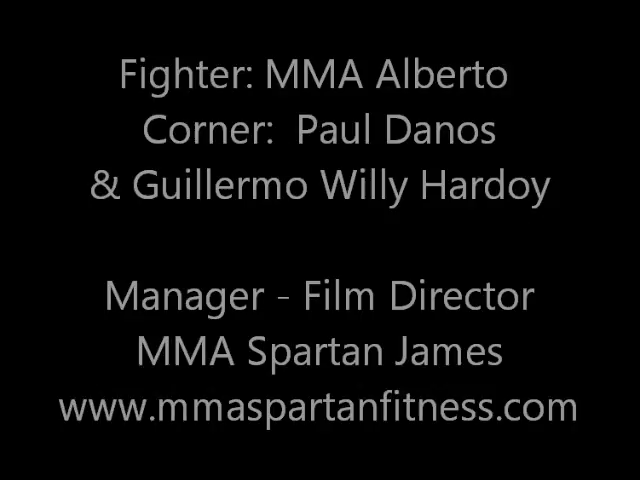 Fighter: MMA Alberto
Corner:  Paul Danos
& Guillermo Willy Hardoy
Manager - Film Director
MMA Spartan James
www.mmaspartanfitness.com